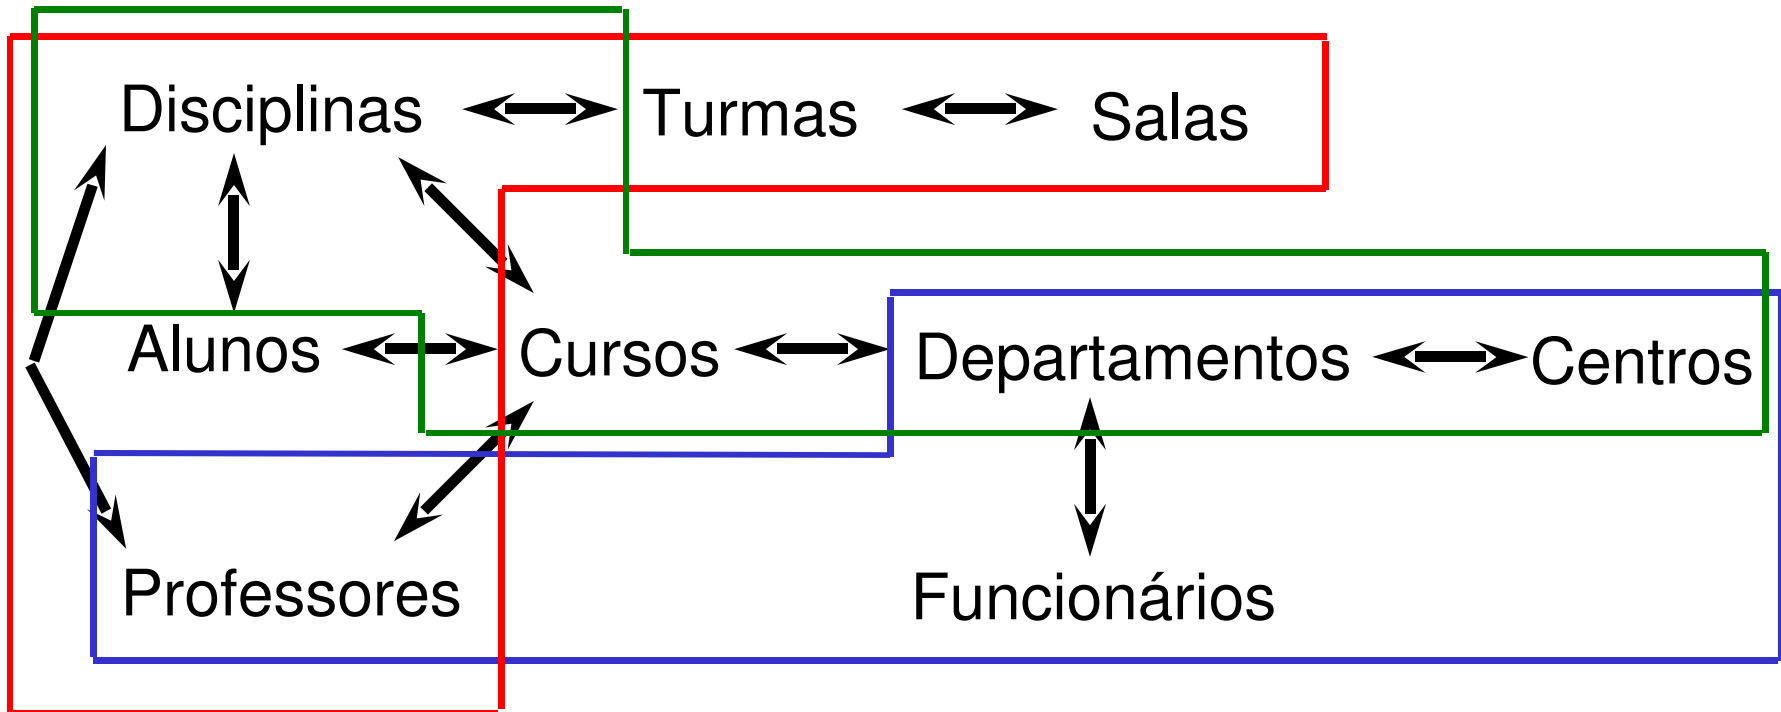 Disciplinas Turmas Salas
Alunos Cursos Departamentos Centros
Professores Funcionários